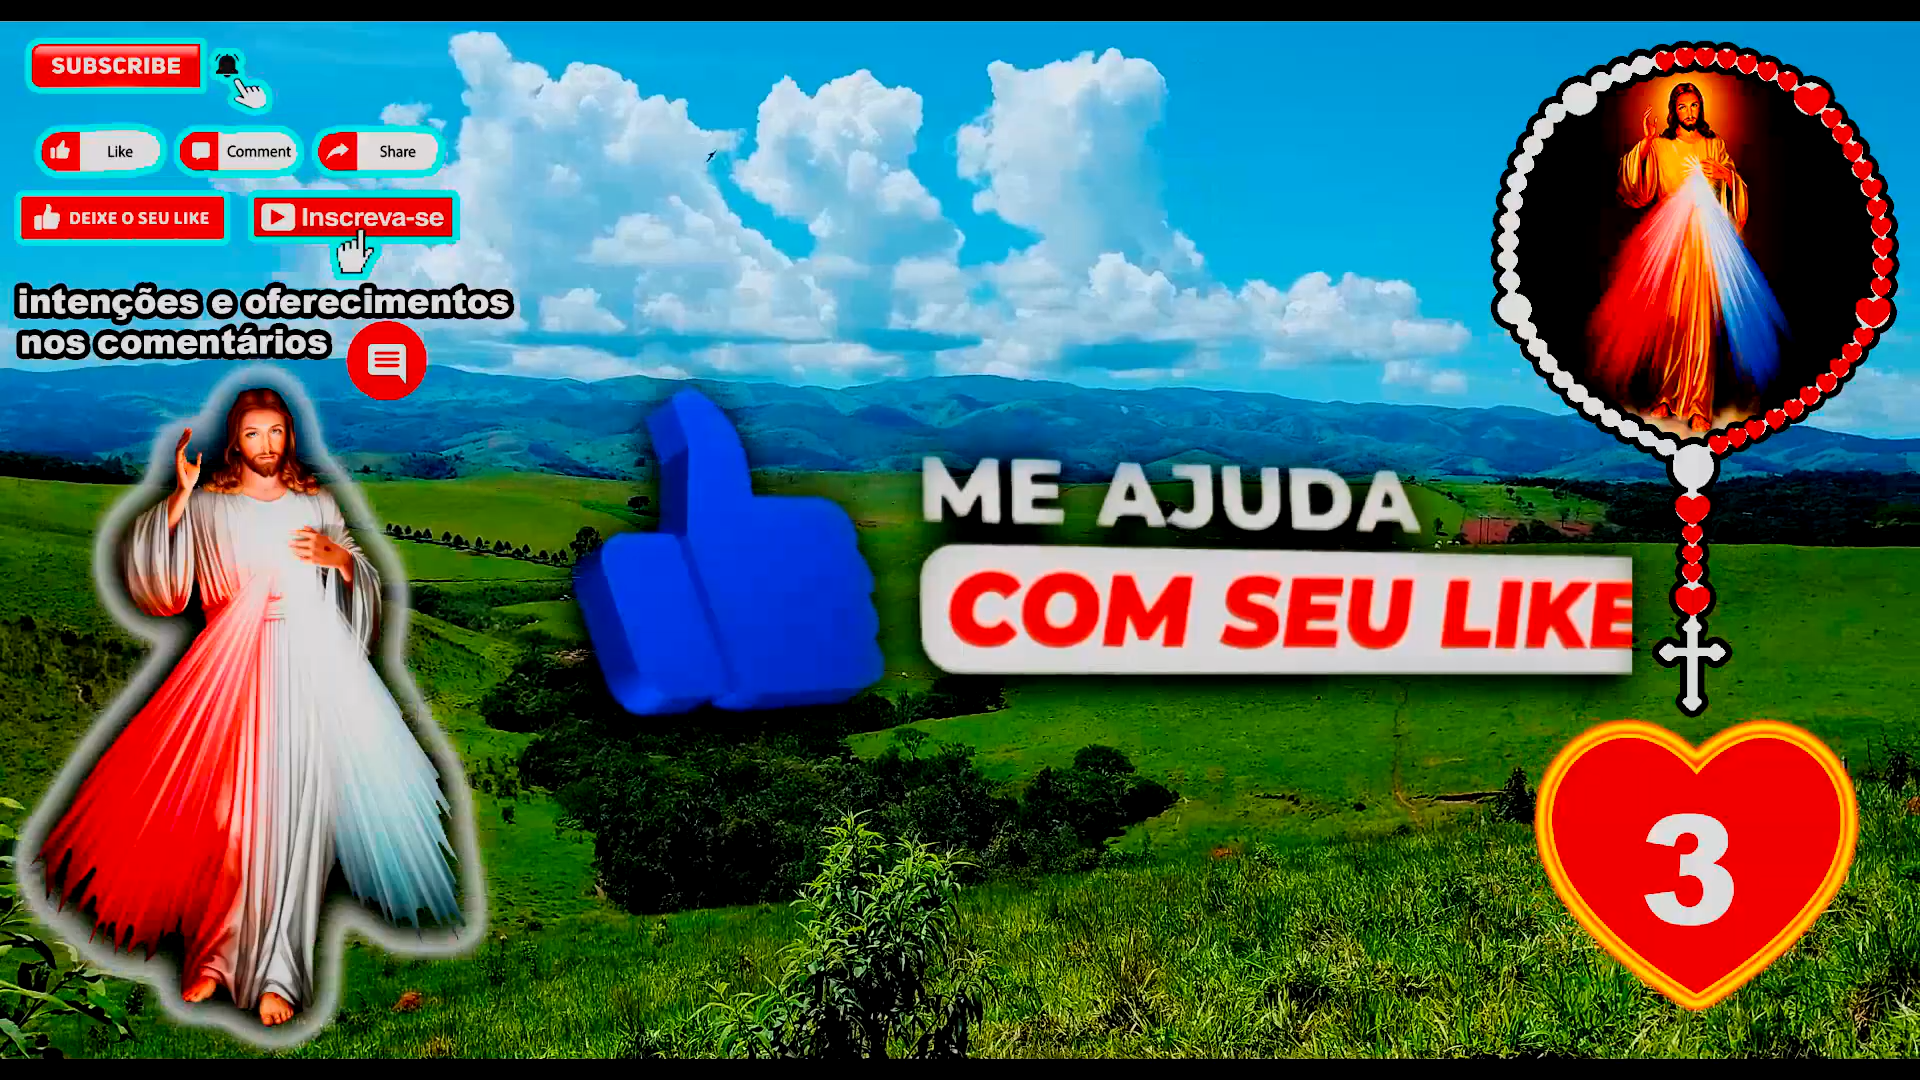 SUBSCRIBE
Like
Comment
Share
DEIXE O SEU LIKE
Inscreva-se
intenções e oferecimentos
nos comentários
ME AJUDA
COM SEU LIKE
3